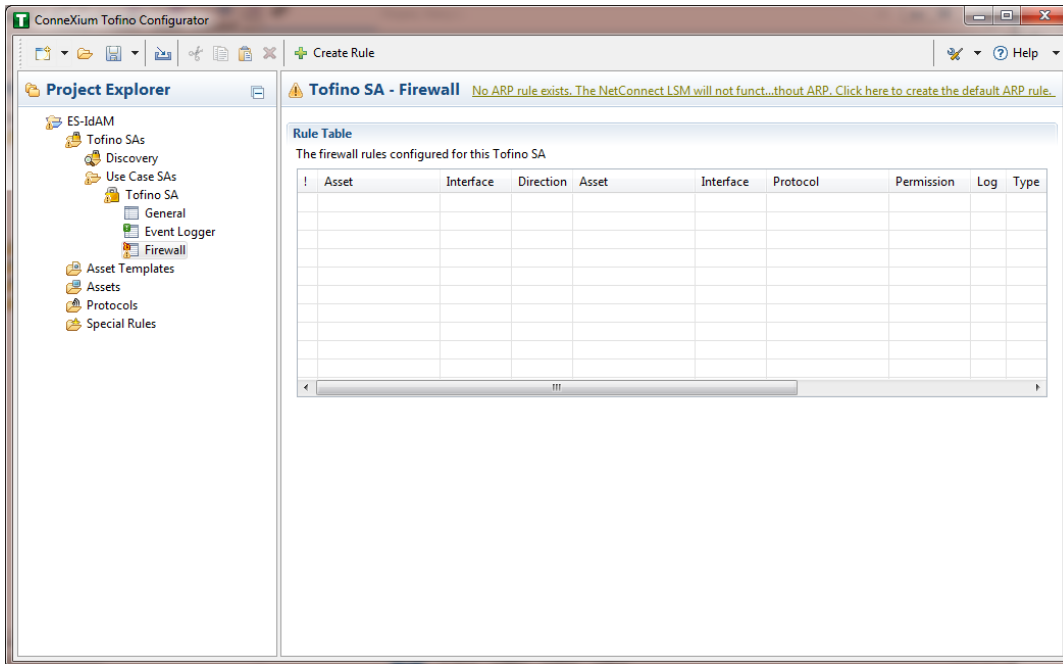 ConneXium Tofino Configurator
Create Rule
Help
Project Explorer
Tofino SA - Firewall No ARP rule exists. The NetConnect LSM will not funct...thout ARP. Click here to create the default ARP rule.
ES-IdAM
Tofino SAs
Discovery
Use Case SAs
Tofino SA
General
Event Logger
Firewall
Asset Templates
Assets
Protocols
Special Rules
Rule Table
The firewall rules configured for this Tofino SA
! Asset Interface Direction Asset Interface Protocol Permission Log Type